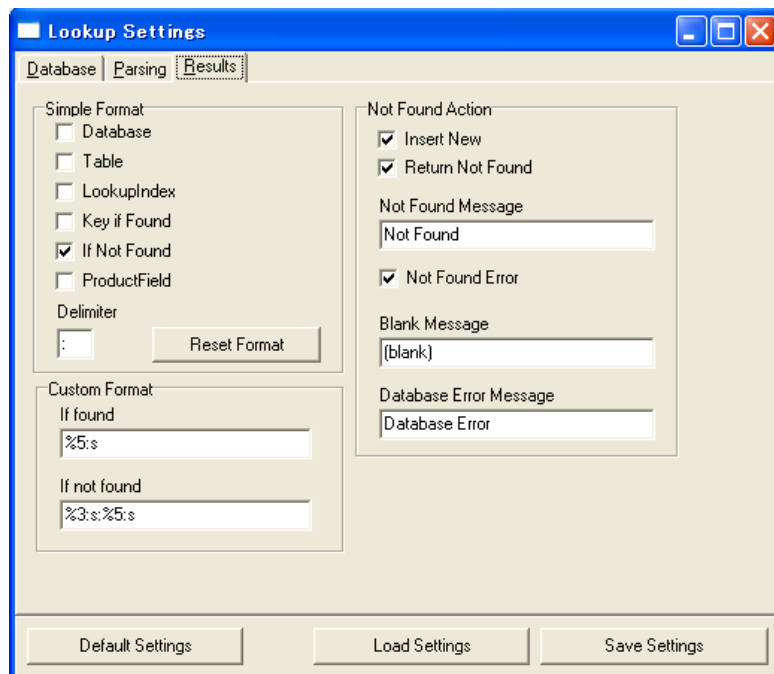 Lookup Settings
Database Parsing Results
Simple Format
Database
Table
LookupIndex
Key if Found
If Not Found
ProductField
Delimiter
:
Reset Format
Custom Format
If found
%5:s
If not found
%3:s:%5:s
Not Found Action
Insert New
Return Not Found
Not Found Message
Not Found
Not Found Error
Blank Message
(blank)
Database Error Message
Database Error
Default Settings Load Settings Save Settings